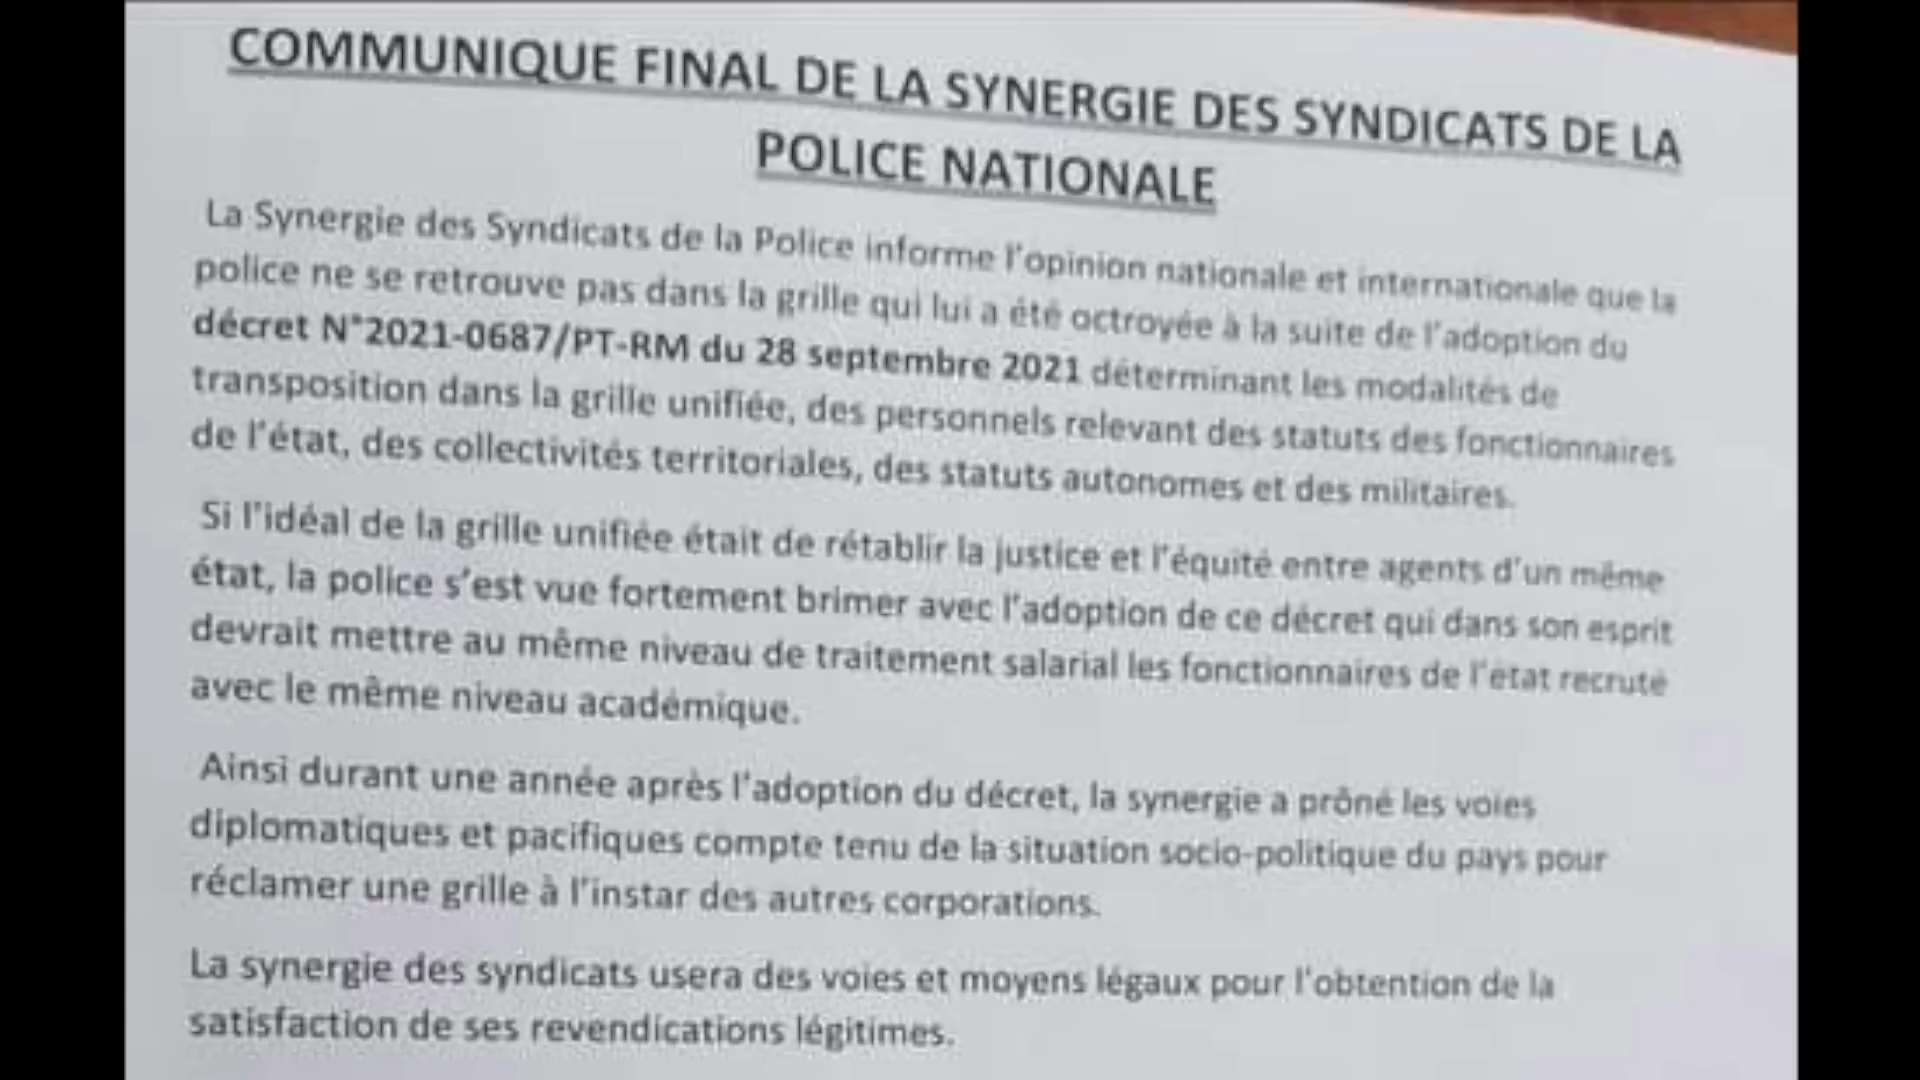 COMMUNIQUE FINAL DE LA SYNERGIE DES SYNDICATS DE LA
POLICE NATIONALE
La Synergie des Syndicats de la Police informe l'opinion nationale et internationale que la
police ne se retrouve pas dans la grille qui lui a été octroyée à la suite de l'adoption du
décret N°2021-0687/PT-RM du 28 septembre 2021 déterminant les modalités de
transposition dans la grille unifiée, des personnels relevant des statuts des fonctionnaires
de l'état, des collectivités territoriales, des statuts autonomes et des militaires.
Si l'idéal de la grille unifiée était de rétablir la justice et l'équité entre agents d'un même
état, la police s'est vue fortement brimer avec l'adoption de ce décret qui dans son esprit
devrait mettre au même niveau de traitement salarial les fonctionnaires de l'état recruté
avec le même niveau académique.
Ainsi durant une année après l'adoption du décret, la synergie a prôné les voies
diplomatiques et pacifiques compte tenu de la situation socio-politique du pays pour
réclamer une grille à l'instar des autres corporations.
La synergie des syndicats usera des voies et moyens légaux pour l'obtention de la
satisfaction de ses revendications légitimes.